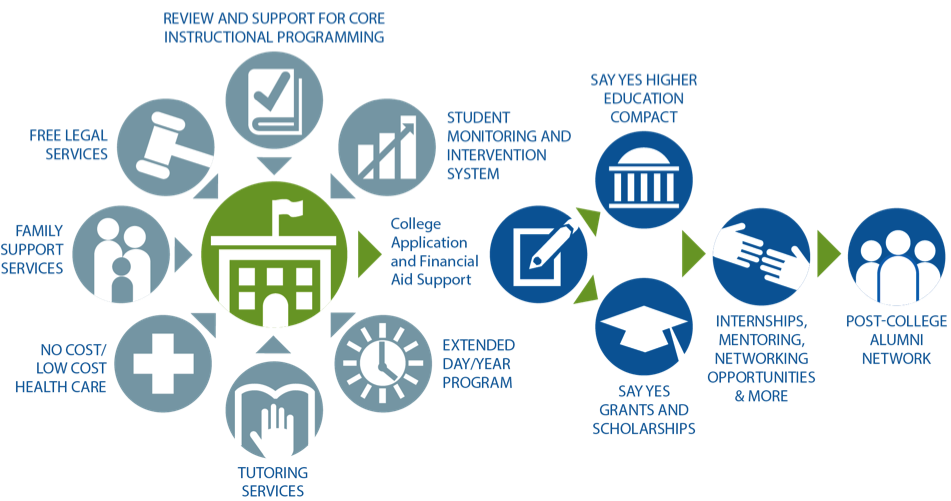 REVIEW AND SUPPORT FOR CORE
INSTRUCTIONAL PROGRAMMING
FREE LEGAL
SERVICES
STUDENT
MONITORING AND
INTERVENTION
SYSTEM
FAMILY
SUPPORT
SERVICES
College
Application
and Financial
Aid Support
NO COST/
LOW COST
HEALTH CARE
EXTENDED
DAY/YEAR
PROGRAM
TUTORING
SERVICES
SAY YES HIGHER
EDUCATION
COMPACT
SAY YES
GRANTS AND
SCHOLARSHIPS
INTERNSHIPS,
MENTORING,
NETWORKING
OPPORTUNITIES
& MORE
POST-COLLEGE
ALUMNI
NETWORK